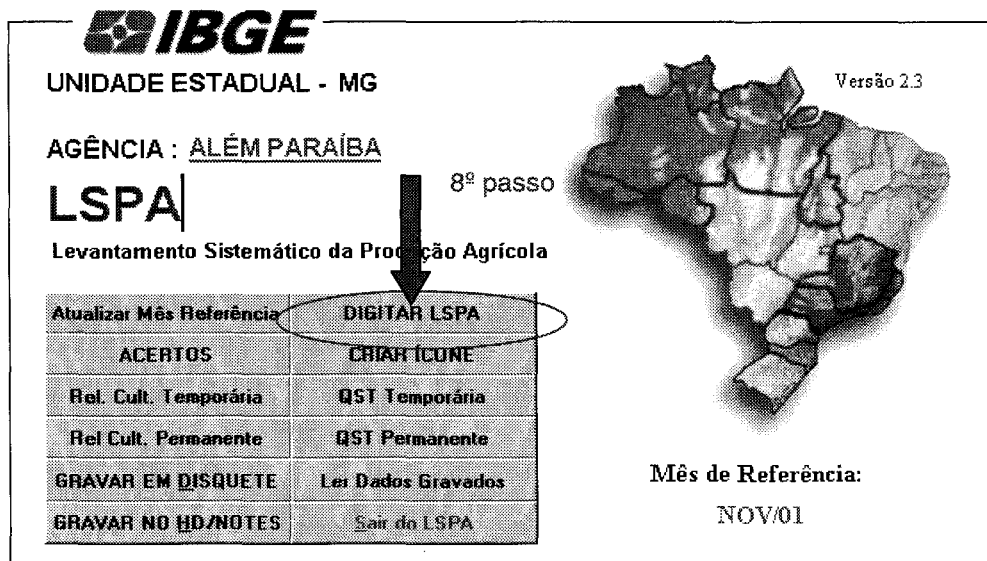 IBGE
UNIDADE ESTADUAL - MG
Versão 2.3
AGÊNCIA : ALÉM PARAÍBA
8º passo
LSPA
Levantamento Sistemático da Produção Agrícola
Atualizar Mês Referência DIGITAR LSPA
ACERTOS CRIAR ÍCONE
Rel. Cult. Temporária QST Temporária
Rel Cult. Permanente QST Permanente
GRAVAR EM DISQUETE Ler Dados Gravados
GRAVAR NO HD/NOTES Sair do LSPA
Mês de Referência:
NOV/01